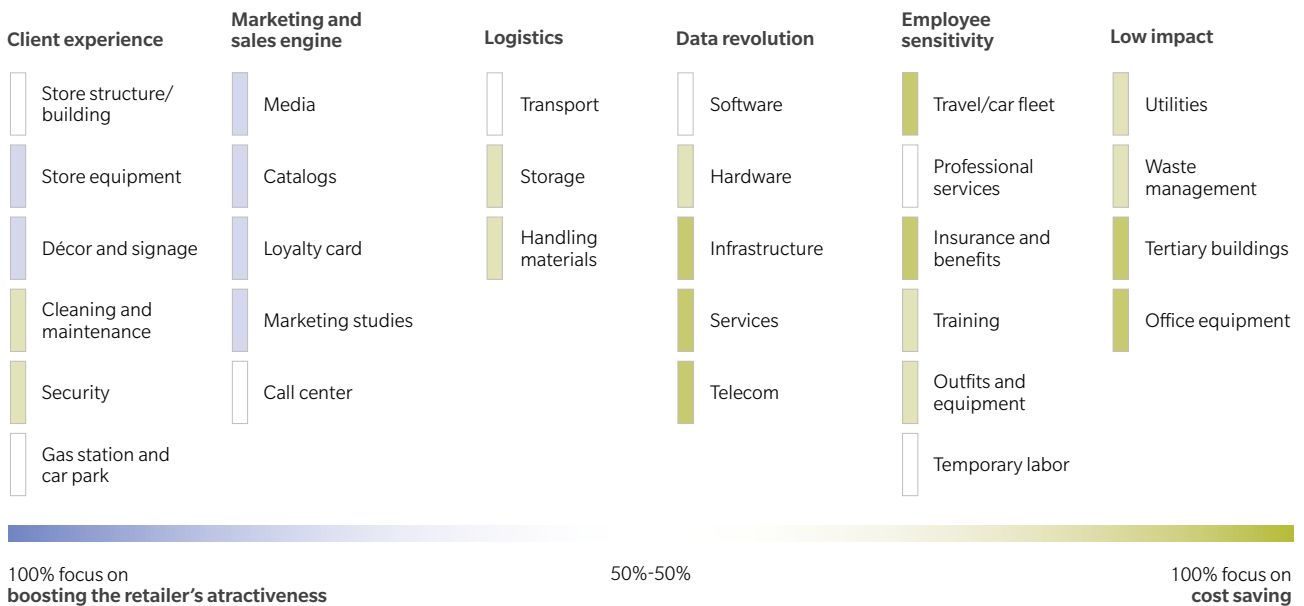 Client experience
Store structure/
building
Store equipment
Décor and signage
Cleaning and
maintenance
Security
Gas station and
car park
Marketing and
sales engine
Media
Catalogs
Loyalty card
Marketing studies
Call center
Logistics
Transport
Storage
Handling
materials
Data revolution
Software
Hardware
Infrastructure
Services
Telecom
Employee
sensitivity
Travel/car fleet
Professional
services
Insurance and
benefits
Training
Outfits and
equipment
Temporary labor
Low impact
Utilities
Waste
management
Tertiary buildings
Office equipment
100% focus on
boosting the retailer's atractiveness
50%-50%
100% focus on
cost saving